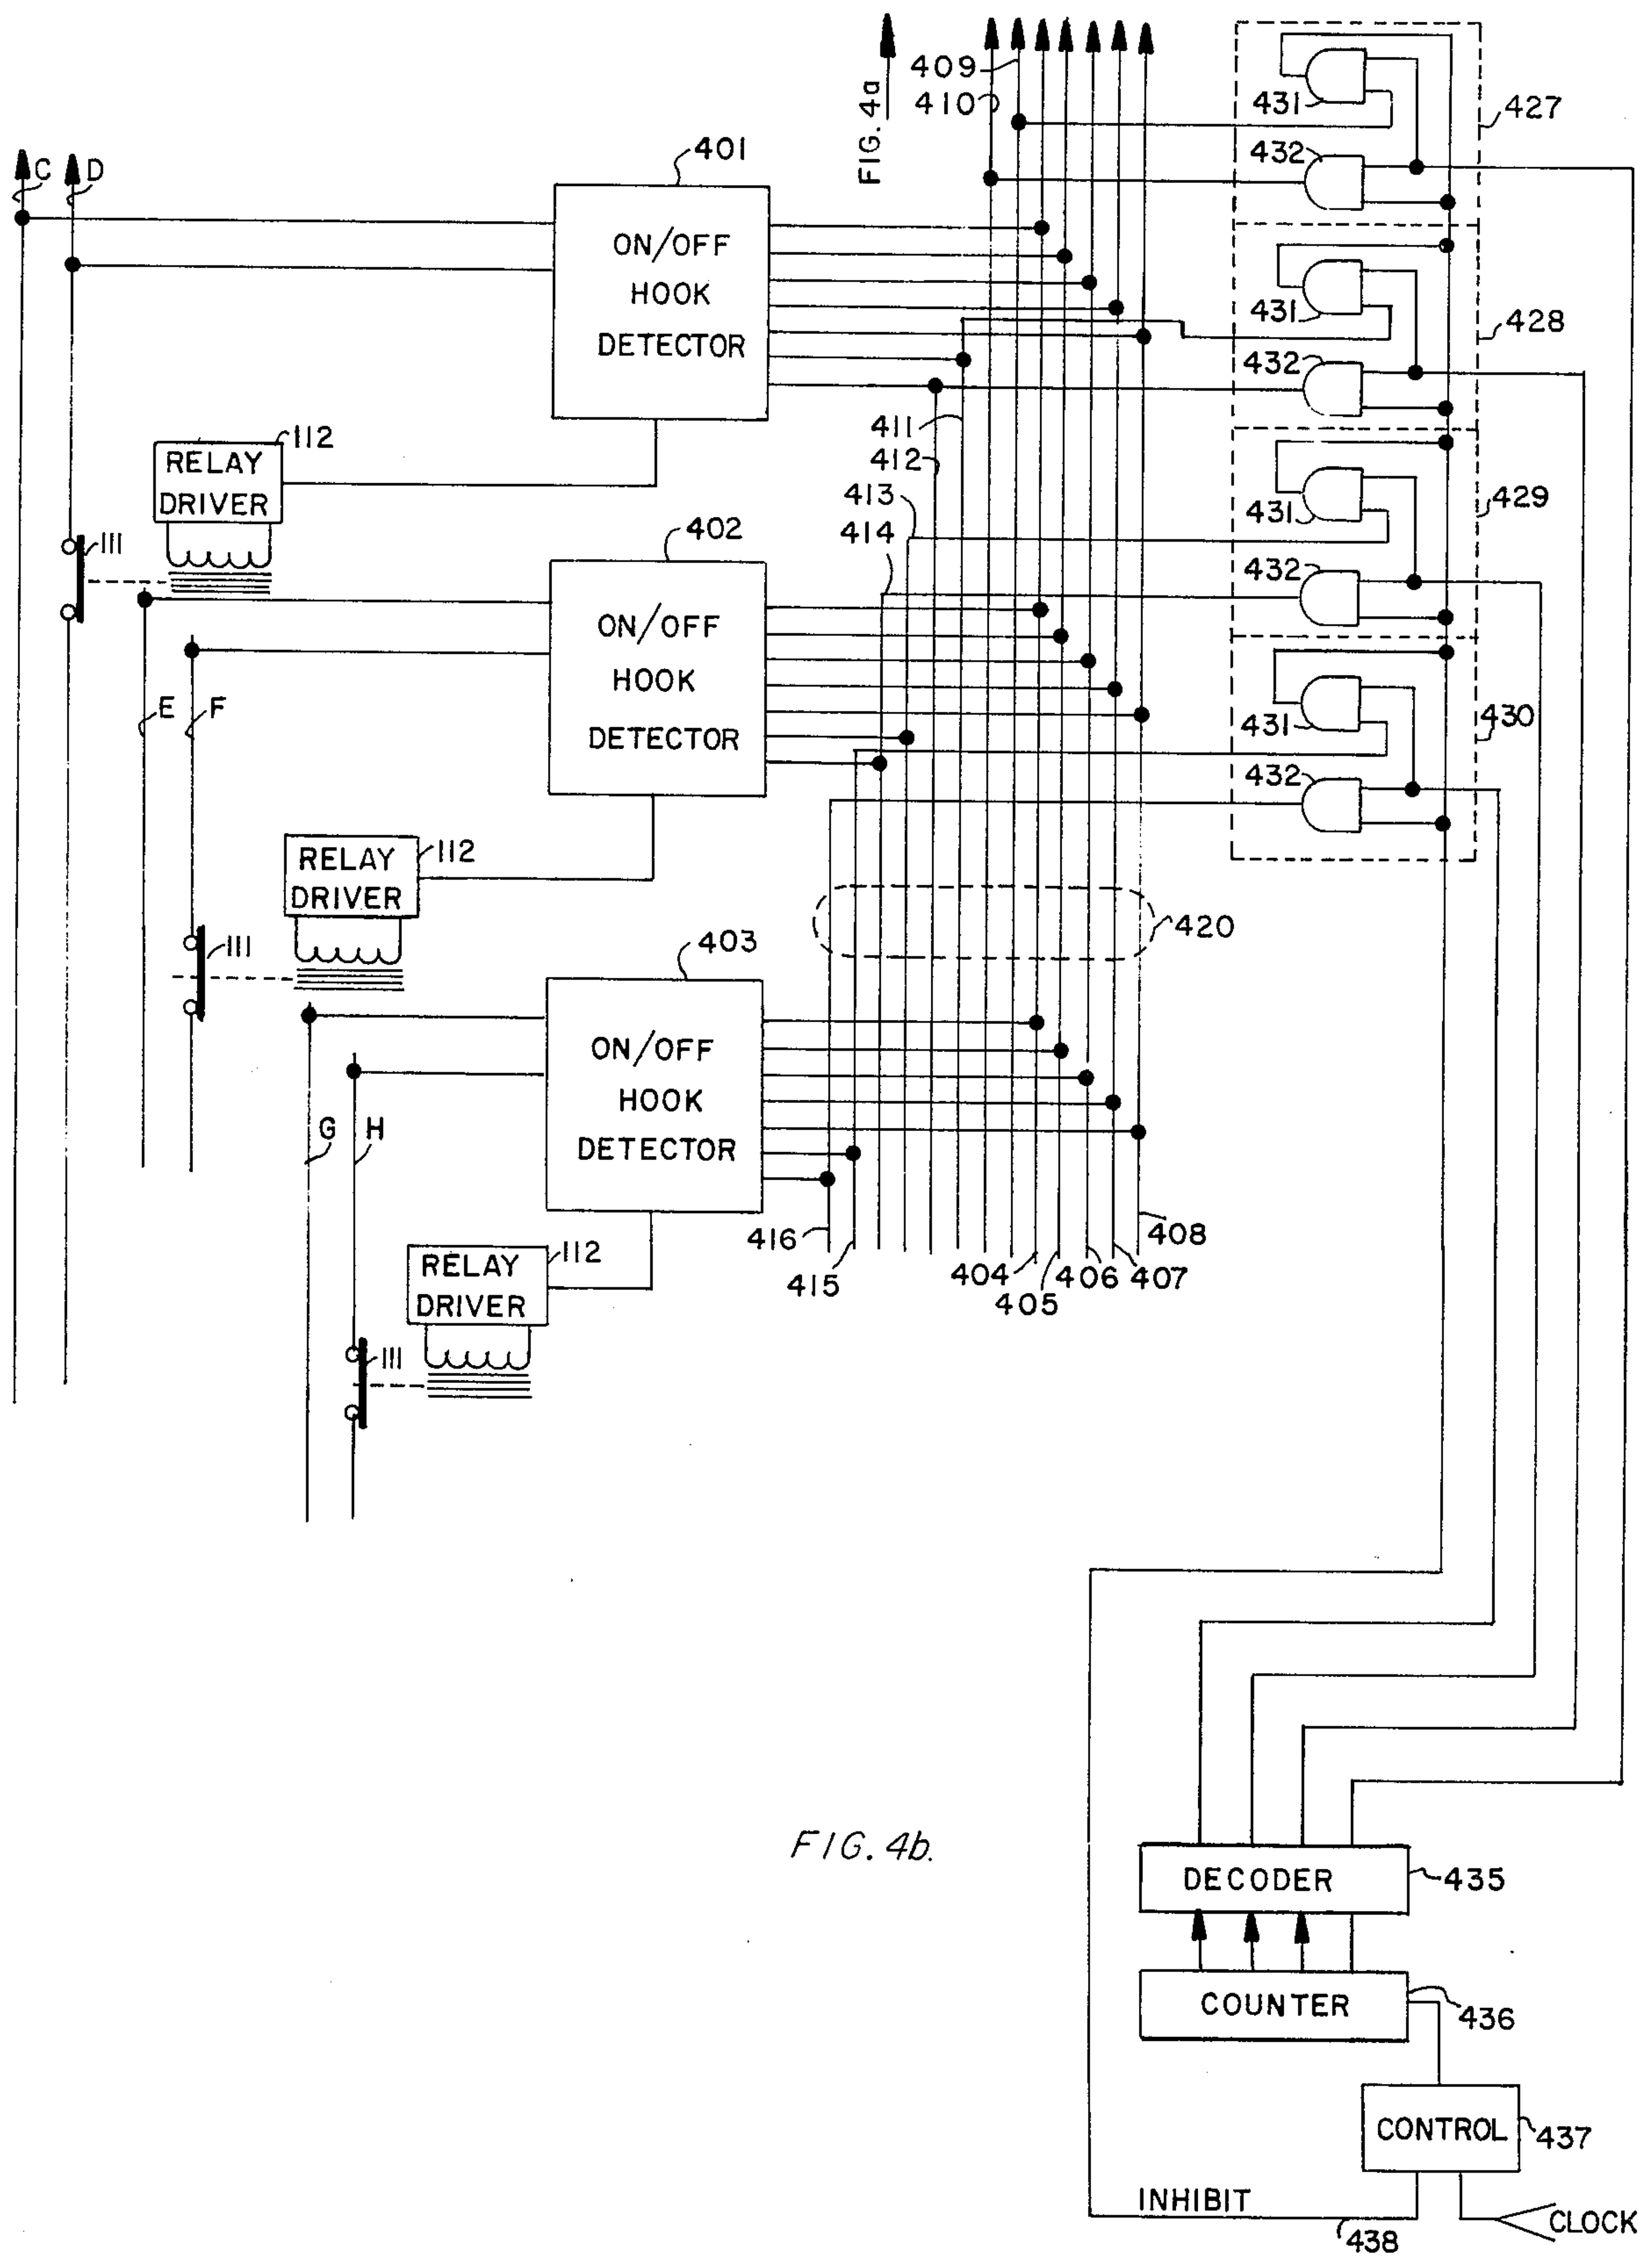 FIG. 4a
409
410
431
427
432
C
D
401
ON/OFF
HOOK
DETECTOR
431
428
432
411
412
112
RELAY
DRIVER
413
414
431
429
432
111
402
ON/OFF
HOOK
DETECTOR
E
F
431
430
432
112
RELAY
DRIVER
420
111
403
ON/OFF
HOOK
DETECTOR
G
H
416
415
404
405
406
407
408
112
RELAY
DRIVER
111
FIG. 4b.
DECODER
435
COUNTER
436
CONTROL
437
INHIBIT
438
CLOCK